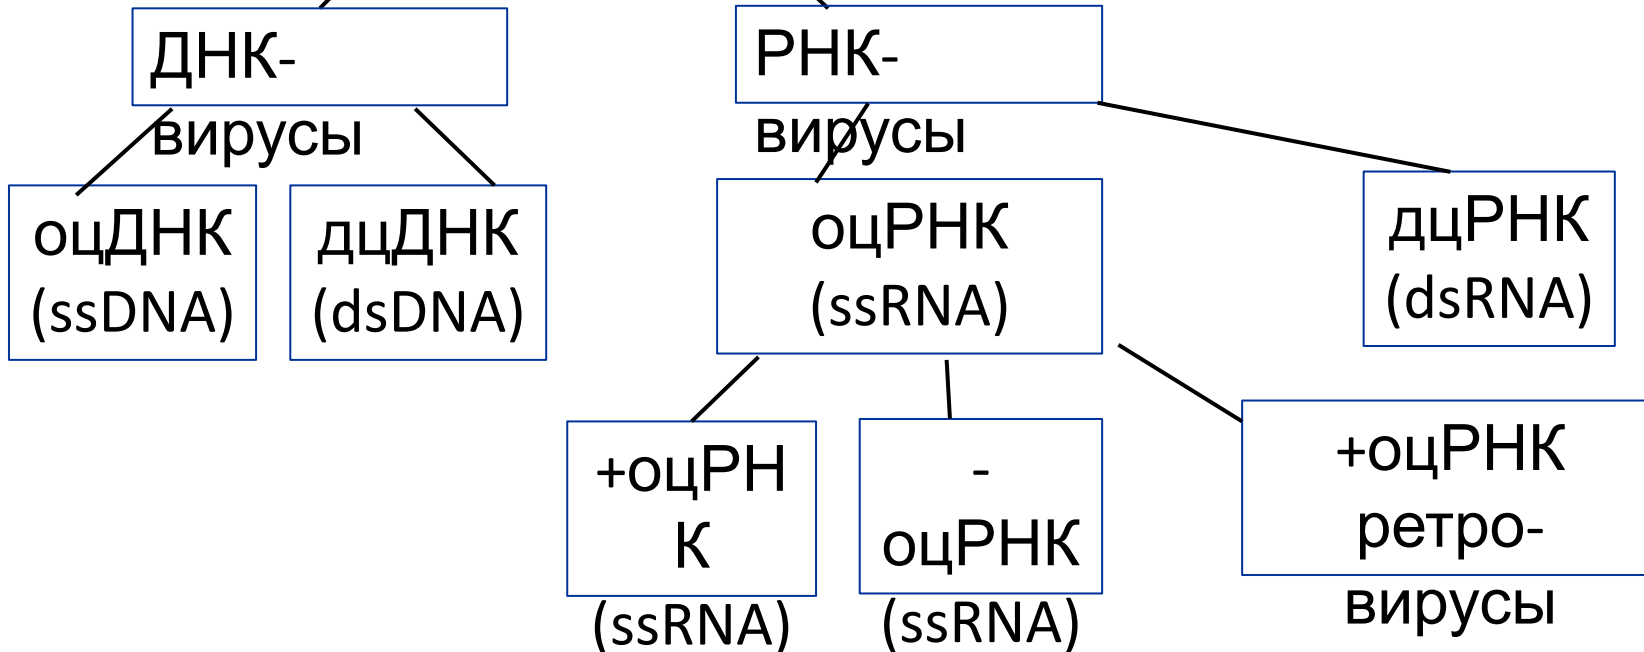 ДНК-
вирусы
РНК-
вирусы
оцДНК
(ssDNA)
дцДНК
(dsDNA)
оцРНК
(ssRNA)
дцРНК
(dsRNA)
+оцРН
К
(ssRNA)
-
оцРНК
(ssRNA)
+оцРНК
ретро-
вирусы